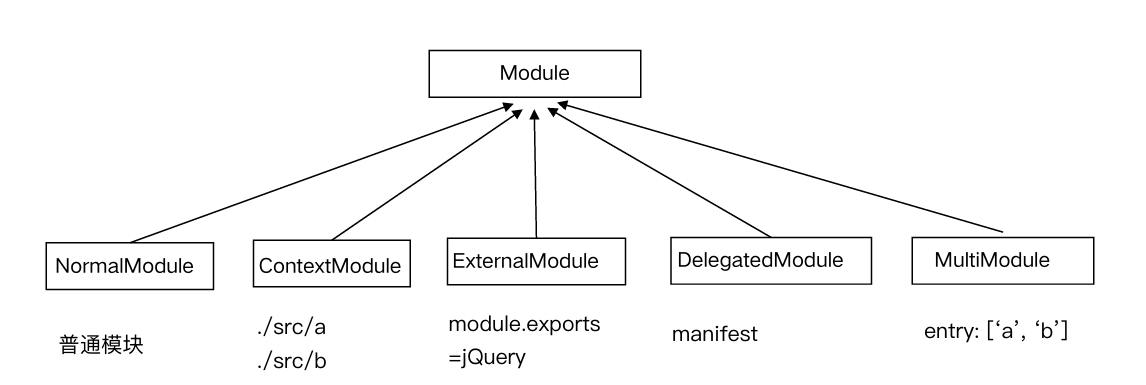 Module
NormalModule
ContextModule
ExternalModule
DelegatedModule
MultiModule
普通模块
./src/a
./src/b
module.exports
=jQuery
manifest
entry: [‘a’, ‘b’]